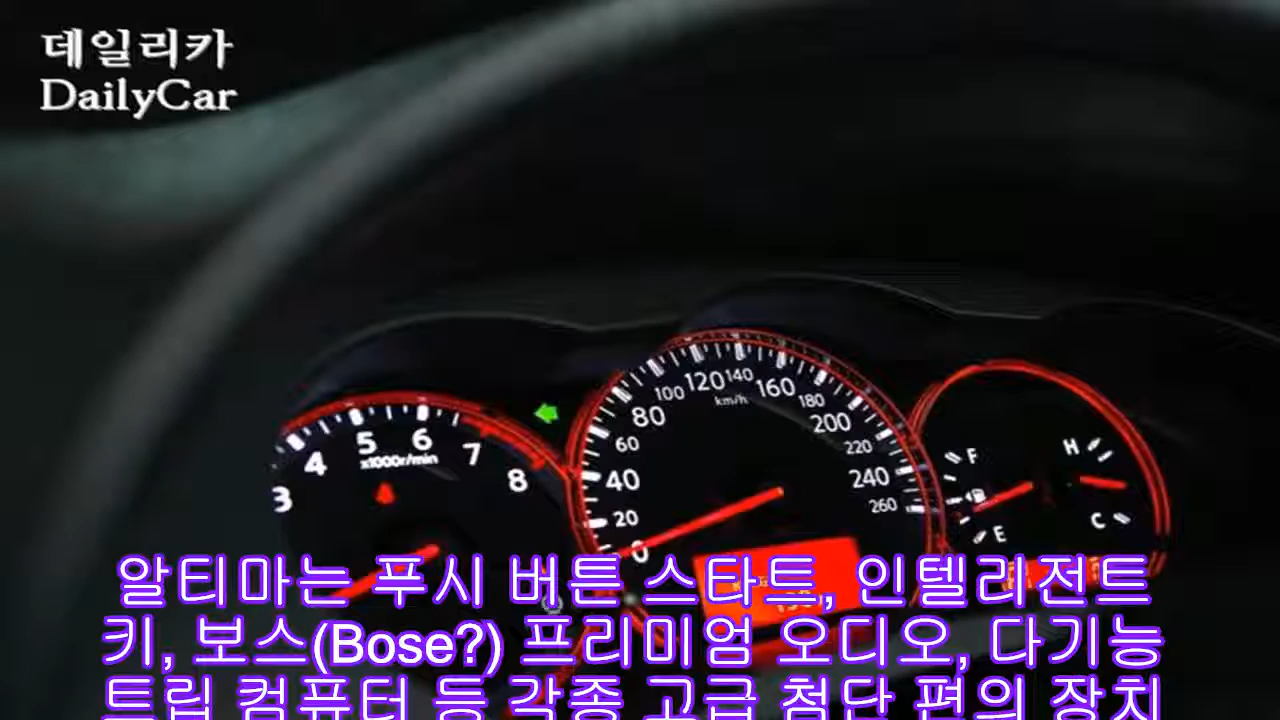 데일리카
DailyCar
100 120 140 160
80 km/h 180
60 200
40 220
20 240
0 260
3 4 5 6 7 8
x1000r/min
F
E
H
C
알티마는 푸시 버튼 스타트, 인텔리전트
키, 보스(Bose?) 프리미엄 오디오, 다기능
트립 컴퓨터 등 각종 고급 첨단 편의 장치